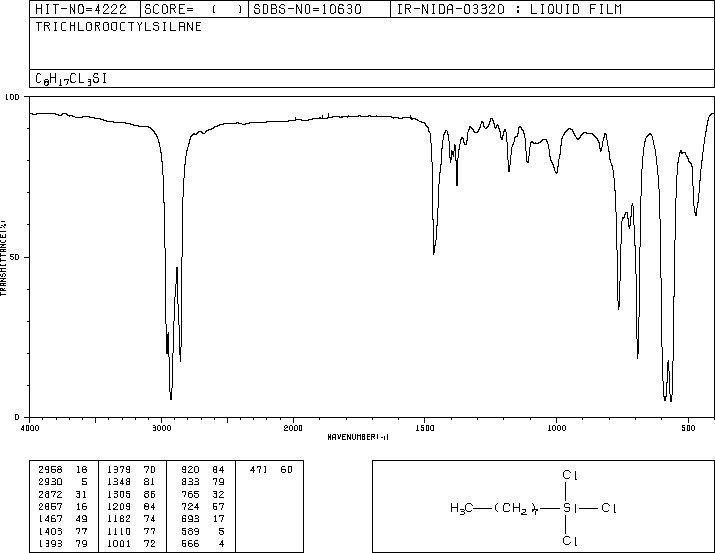 HIT-NO=4222 SCORE= ( ) SDBS-NO=10630 IR-NIDA-03320 : LIQUID FILM
TRICHLOROOCTYLSILANE
C8H17CL3SI
100
TRANSMITTANCE(%)
50
0
4000 3000 2000 1500 1000 500
WAVENUMBER(-1)
2958 18 1379 70 920 84 471 60
2930 5 1348 81 833 79
2872 31 1305 86 765 32
2857 16 1209 84 724 57
1467 49 1182 74 693 17
1403 77 1110 77 589 5
1393 79 1001 72 566 4
Cl
H3C—(CH2)7—Si—Cl
Cl